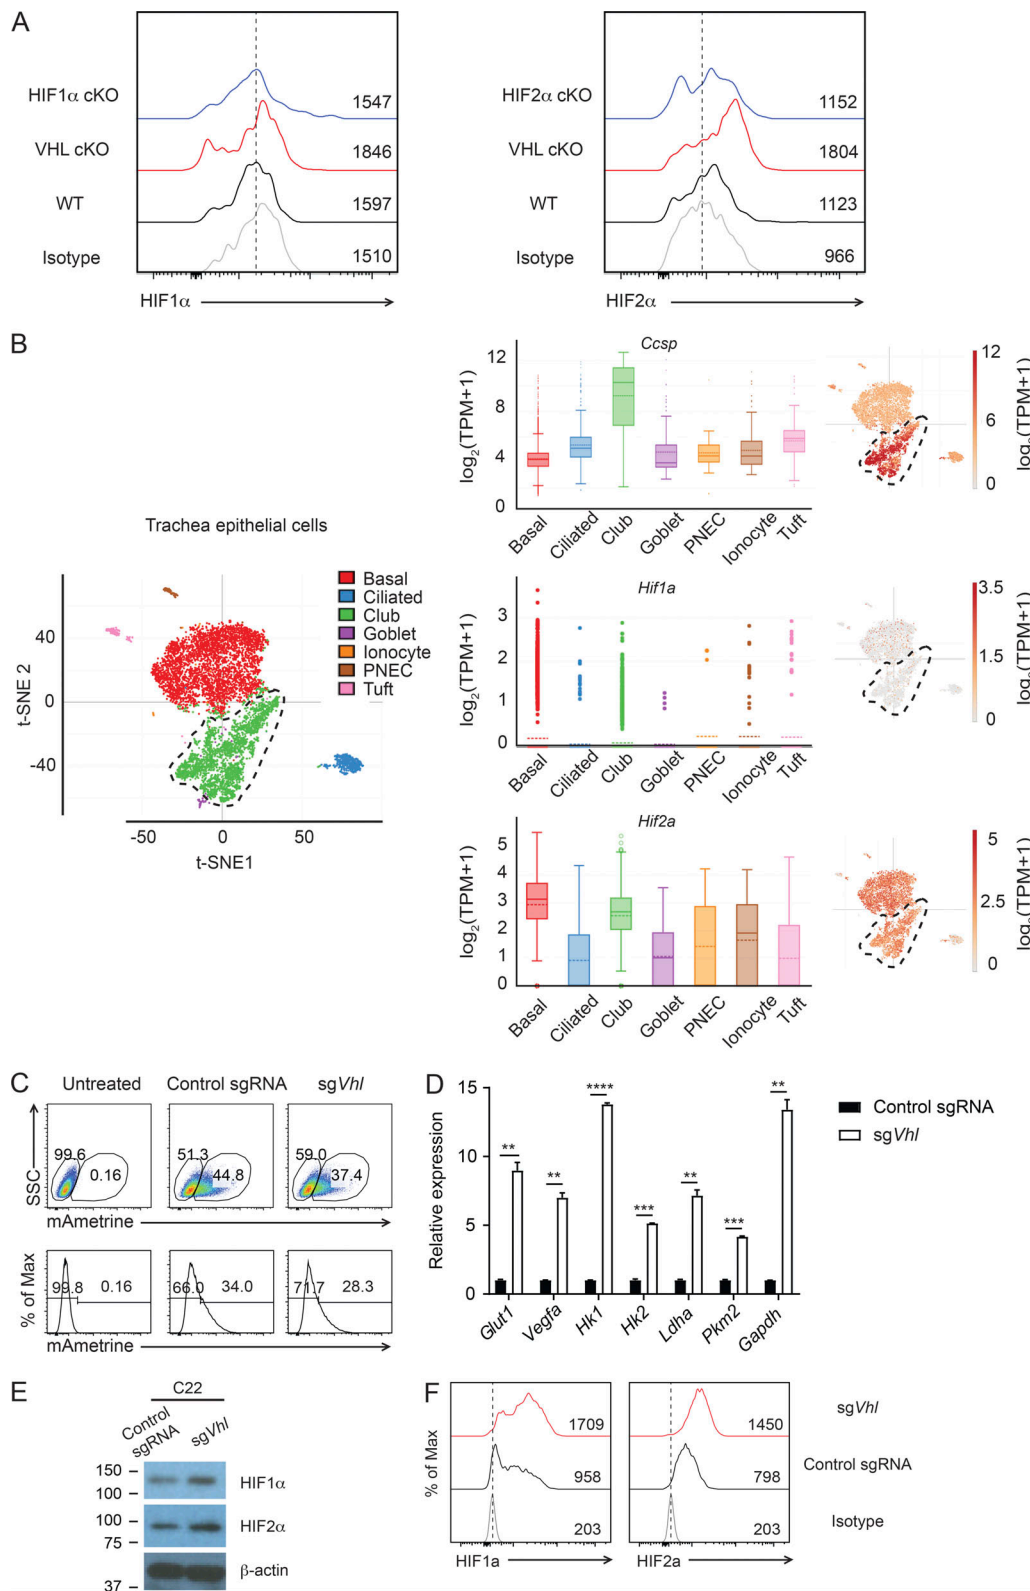 A
HIF1α cKO
1547
VHL cKO
1846
WT
1597
Isotype
1510
HIF1α
HIF2α cKO
1152
VHL cKO
1804
WT
1123
Isotype
966
HIF2α
B
Trachea epithelial cells
t-SNE 2
40
0
-40
-50
0
50
t-SNE1
Basal
Ciliated
Club
Goblet
Ionocyte
PNEC
Tuft
Ccsp
log2(TPM+1)
12
8
4
0
Basal
Ciliated
Club
Goblet
PNEC
Ionocyte
Tuft
12
6
0
log2(TPM+1)
Hif1a
log2(TPM+1)
3
2
1
0
Basal
Ciliated
Club
Goblet
PNEC
Ionocyte
Tuft
3.5
1.5
0
log2(TPM+1)
Hif2a
log2(TPM+1)
5
4
3
2
1
0
Basal
Ciliated
Club
Goblet
PNEC
Ionocyte
Tuft
5
2.5
0
log2(TPM+1)
C
Untreated
Control sgRNA
sgVhl
SSC
99.6
0.16
51.3
44.8
59.0
37.4
mAmetrine
% of Max
99.8
0.16
66.0
34.0
71.7
28.3
mAmetrine
D
Relative expression
15
10
5
0
**
**
****
***
**
***
**
Glut1
Vegfa
Hk1
Hk2
Ldha
Pkm2
Gapdh
Control sgRNA
sgVhl
E
C22
Control sgRNA
sgVhl
150
100
HIF1α
100
75
HIF2α
37
β-actin
F
% of Max
1709
958
203
HIF1a
1450
798
203
HIF2a
sgVhl
Control sgRNA
Isotype